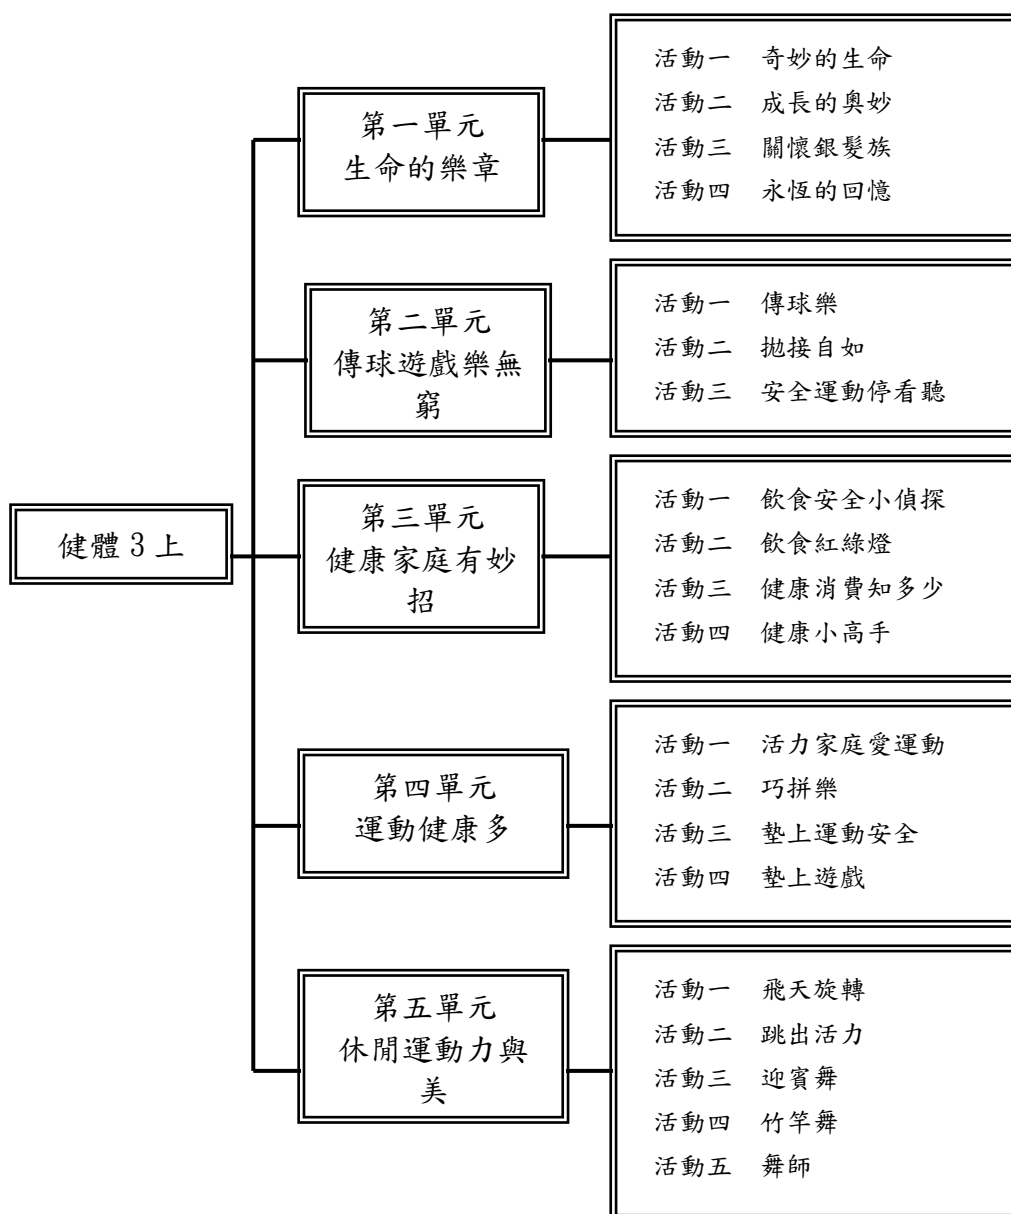 健體 3 上
第一單元
生命的樂章
活動一　奇妙的生命
活動二　成長的奧妙
活動三　關懷銀髮族
活動四　永恆的回憶
第二單元
傳球遊戲樂無
窮
活動一　傳球樂
活動二　拋接自如
活動三　安全運動停看聽
第三單元
健康家庭有妙
招
活動一　飲食安全小偵探
活動二　飲食紅綠燈
活動三　健康消費知多少
活動四　健康小高手
第四單元
運動健康多
活動一　活力家庭愛運動
活動二　巧拼樂
活動三　墊上運動安全
活動四　墊上遊戲
第五單元
休閒運動力與
美
活動一　飛天旋轉
活動二　跳出活力
活動三　迎賓舞
活動四　竹竿舞
活動五　舞師